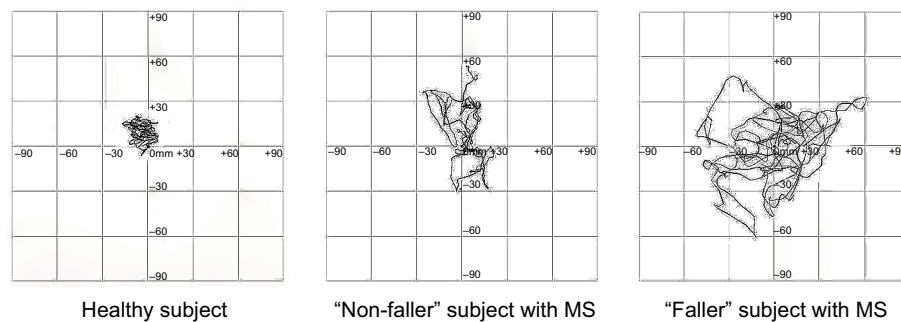 +90 +90 +90
+60 +60 +60
+30
−90 −60 −30 0mm +30 +60 +90 −90 −60 −30 +60 +90 −90 −60 +60 +90
−30 −30 −30
−60 −60 −60
−90 −90 −90
Healthy subject “Non-faller” subject with MS “Faller” subject with MS